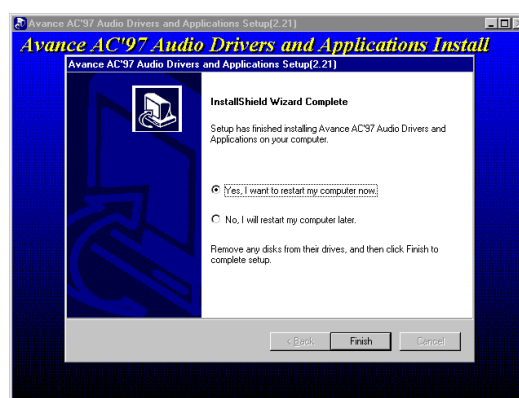 Avance AC'97 Audio Drivers and Applications Setup(2.21)
Avance AC'97 Audio Drivers and Applications Install
Avance AC'97 Audio Drivers and Applications Setup(2.21)
InstallShield Wizard Complete
Setup has finished installing Avance AC'97 Audio Drivers and
Applications on your computer.
Yes, I want to restart my computer now.
No, I will restart my computer later.
Remove any disks from their drives, and then click Finish to
complete setup.
< Back Finish Cancel